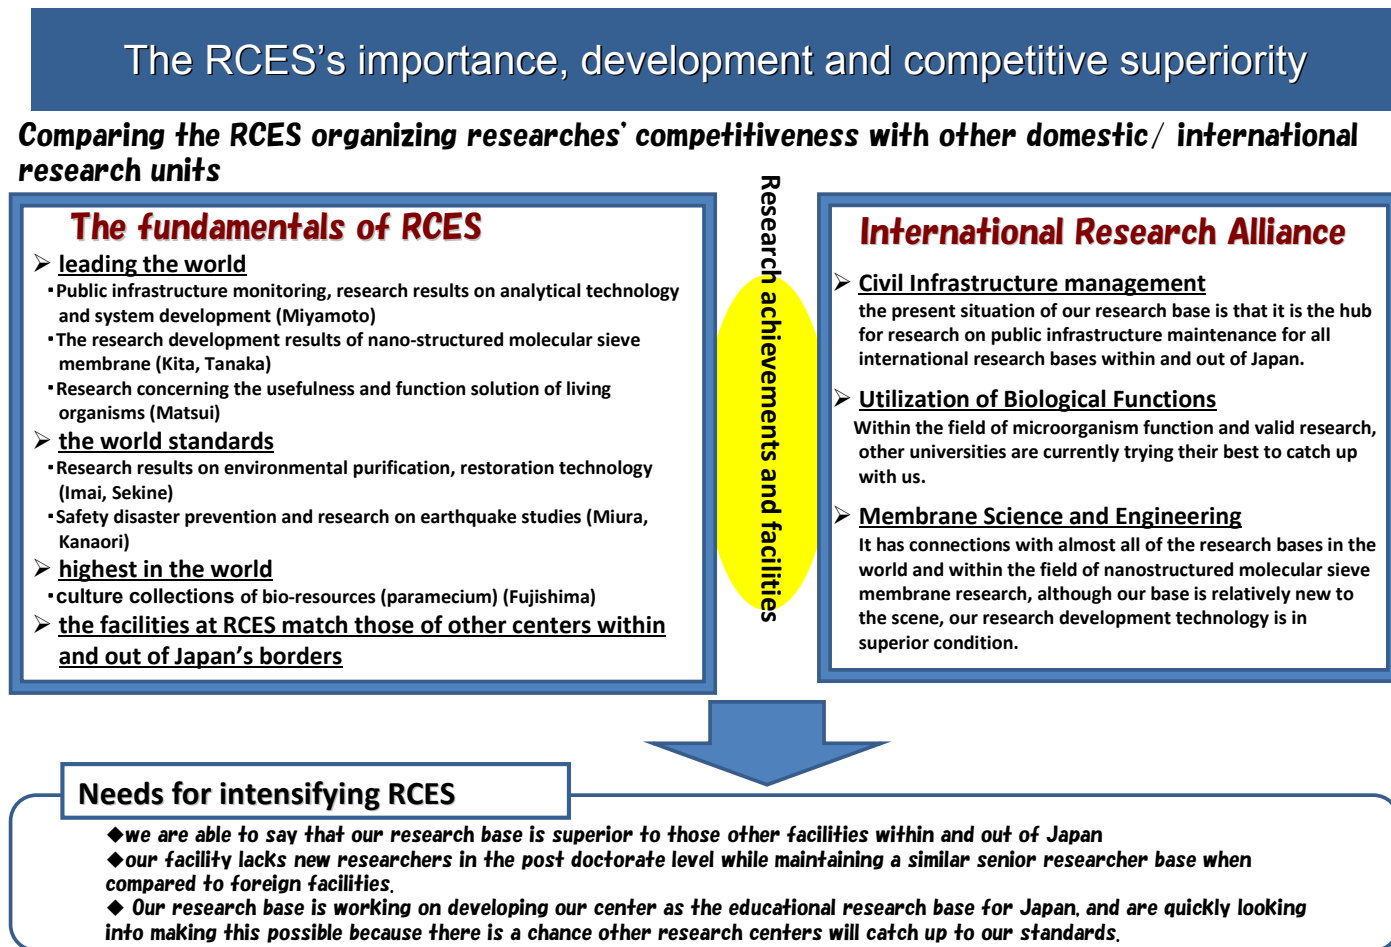 The RCES's importance, development and competitive superiority
Comparing the RCES organizing researches' competitiveness with other domestic/ international
research units
The fundamentals of RCES
➢ leading the world
・Public infrastructure monitoring, research results on analytical technology
and system development (Miyamoto)
・The research development results of nano-structured molecular sieve
membrane (Kita, Tanaka)
・Research concerning the usefulness and function solution of living
organisms (Matsui)
➢ the world standards
・Research results on environmental purification, restoration technology
(Imai, Sekine)
・Safety disaster prevention and research on earthquake studies (Miura,
Kanaori)
➢ highest in the world
・culture collections of bio-resources (paramecium) (Fujishima)
➢ the facilities at RCES match those of other centers within
and out of Japan's borders
Research achievements and facilities
International Research Alliance
➢ Civil Infrastructure management
the present situation of our research base is that it is the hub
for research on public infrastructure maintenance for all
international research bases within and out of Japan.
➢ Utilization of Biological Functions
Within the field of microorganism function and valid research,
other universities are currently trying their best to catch up
with us.
➢ Membrane Science and Engineering
It has connections with almost all of the research bases in the
world and within the field of nanostructured molecular sieve
membrane research, although our base is relatively new to
the scene, our research development technology is in
superior condition.
Needs for intensifying RCES
◆we are able to say that our research base is superior to those other facilities within and out of Japan
◆our facility lacks new researchers in the post doctorate level while maintaining a similar senior researcher base when
compared to foreign facilities.
◆ Our research base is working on developing our center as the educational research base for Japan, and are quickly looking
into making this possible because there is a chance other research centers will catch up to our standards.